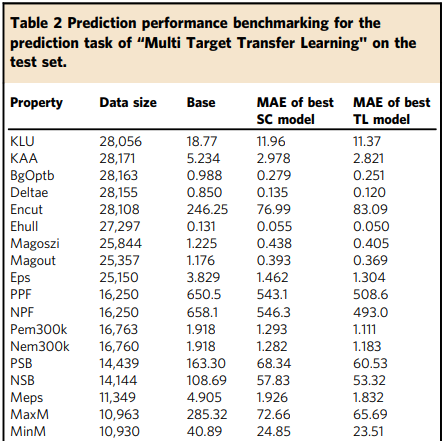 Table 2 Prediction performance benchmarking for the
prediction task of “Multi Target Transfer Learning" on the
test set.
Property Data size Base MAE of best MAE of best
SC model TL model
KLU 28,056 18.77 11.96 11.37
KAA 28,171 5.234 2.978 2.821
BgOptb 28,163 0.988 0.279 0.251
Deltae 28,155 0.850 0.135 0.120
Encut 28,108 246.25 76.99 83.09
Ehull 27,297 0.131 0.055 0.050
Magoszi 25,844 1.225 0.438 0.405
Magout 25,357 1.176 0.393 0.369
Eps 25,150 3.829 1.462 1.304
PPF 16,250 650.5 543.1 508.6
NPF 16,250 658.1 546.3 493.0
Pem300k 16,763 1.918 1.293 1.111
Nem300k 16,760 1.918 1.282 1.183
PSB 14,439 163.30 68.34 60.53
NSB 14,144 108.69 57.83 53.32
Meps 11,349 4.905 1.926 1.832
MaxM 10,963 285.32 72.66 65.69
MinM 10,930 40.89 24.85 23.51